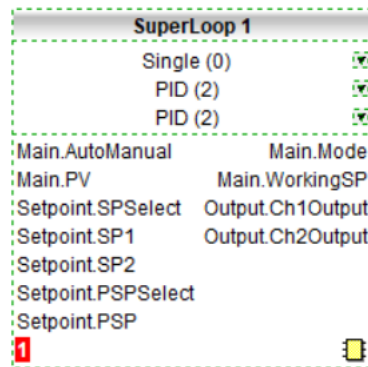 SuperLoop 1
Single (0)
PID (2)
PID (2)
Main.AutoManual Main.Mode
Main.PV Main.WorkingSP
Setpoint.SPSelect Output.Ch1Output
Setpoint.SP1 Output.Ch2Output
Setpoint.SP2
Setpoint.PSPSelect
Setpoint.PSP
1